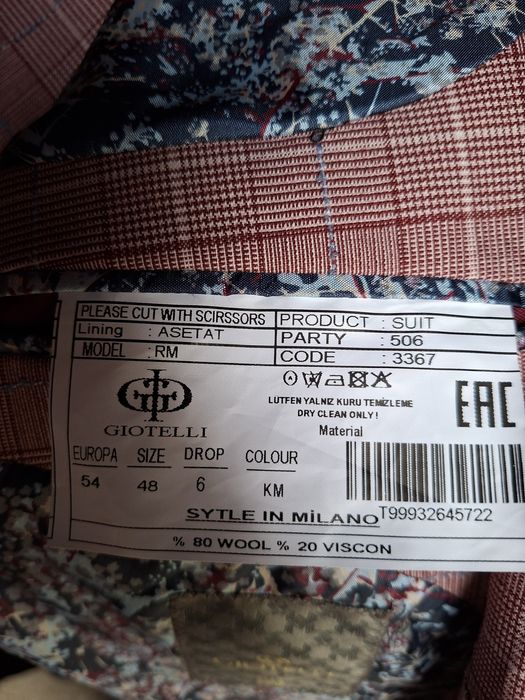 PLEASE CUT WITH SCIRSSORS
Lining : ASETAT
MODEL : RM
PRODUCT : SUIT
PARTY : 506
CODE : 3367
LUTFEN YALNIZ KURU TEMİZLEME
DRY CLEAN ONLY!
Material
EAC
GIOTELLI
EUROPA SIZE DROP COLOUR
54 48 6 KM
SYTLE IN MİLANO
T99932645722
% 80 WOOL % 20 VISCON